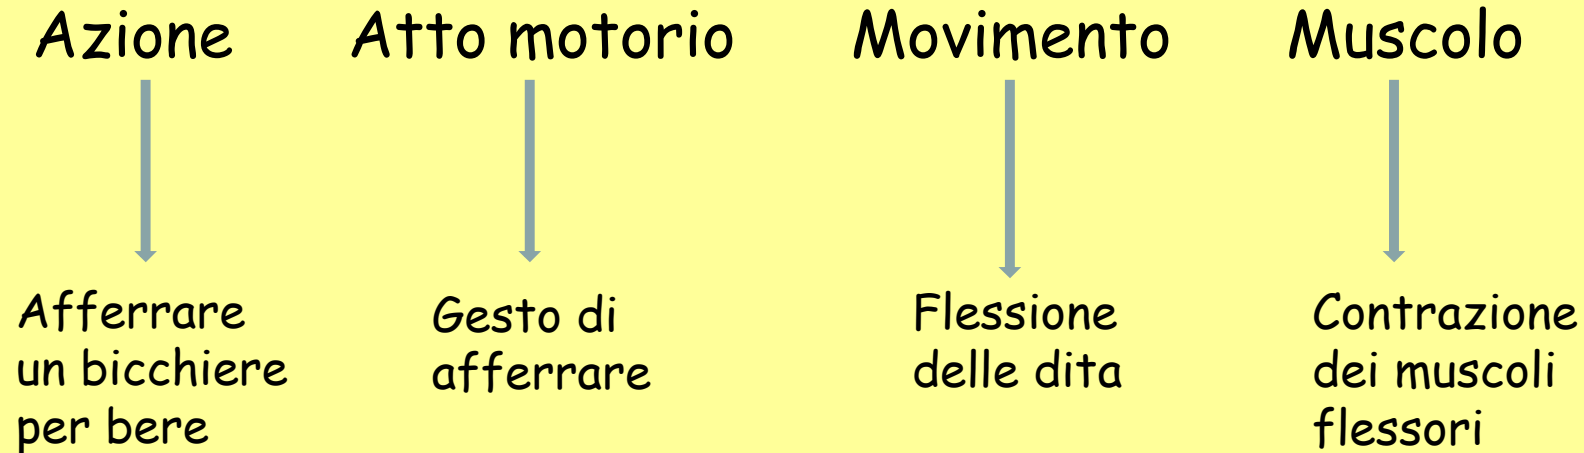 Azione
Atto motorio
Movimento
Muscolo
Afferrare
un bicchiere
per bere
Gesto di
afferrare
Flessione
delle dita
Contrazione
dei muscoli
flessori